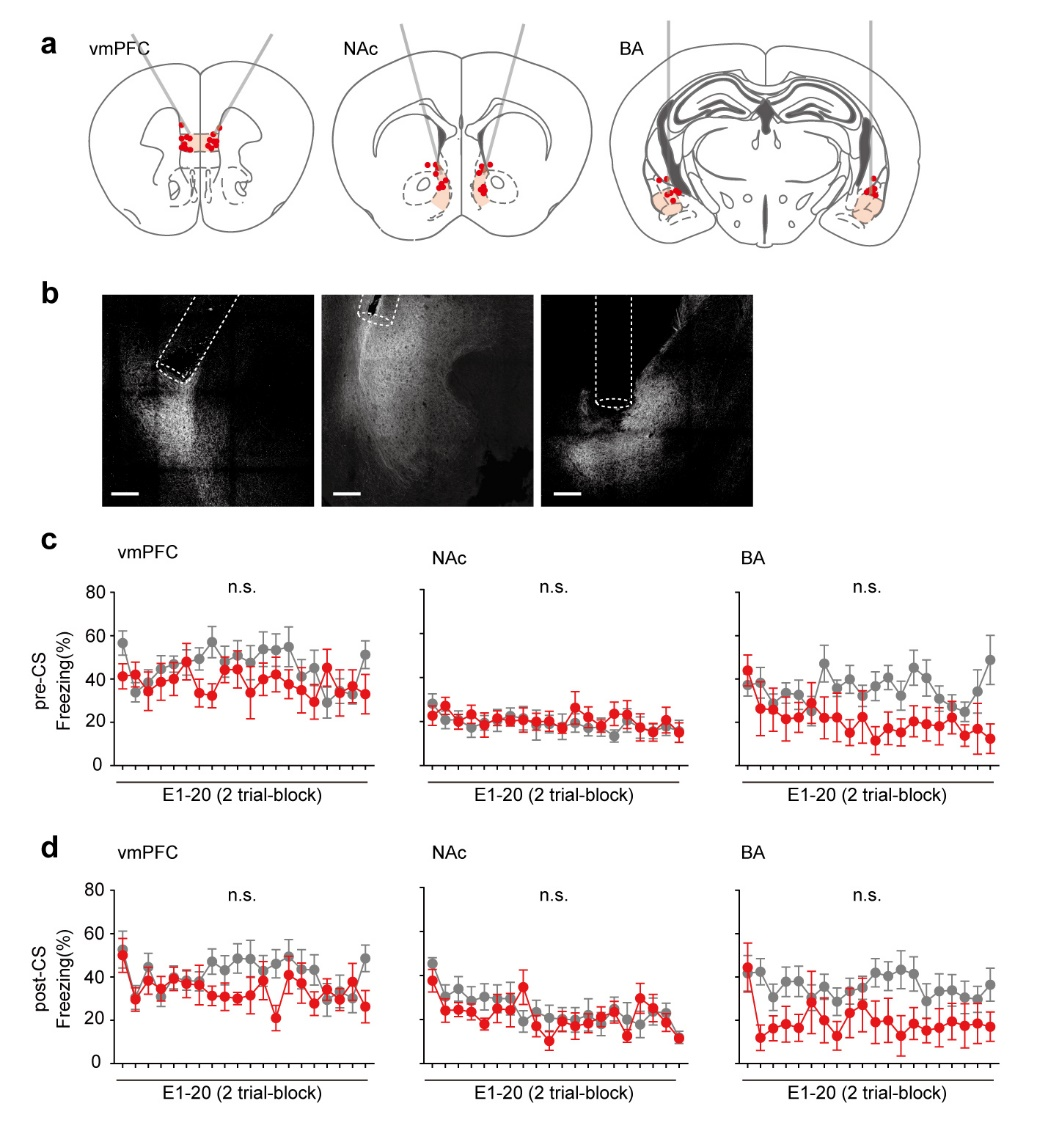 a
vmPFC NAc BA
b
c
vmPFC NAc BA
n.s. n.s. n.s.
80
60
40
20
0
pre-CS
Freezing(%)
E1-20 (2 trial-block) E1-20 (2 trial-block) E1-20 (2 trial-block)
d
vmPFC NAc BA
n.s. n.s. n.s.
80
60
40
20
0
post-CS
Freezing(%)
E1-20 (2 trial-block) E1-20 (2 trial-block) E1-20 (2 trial-block)